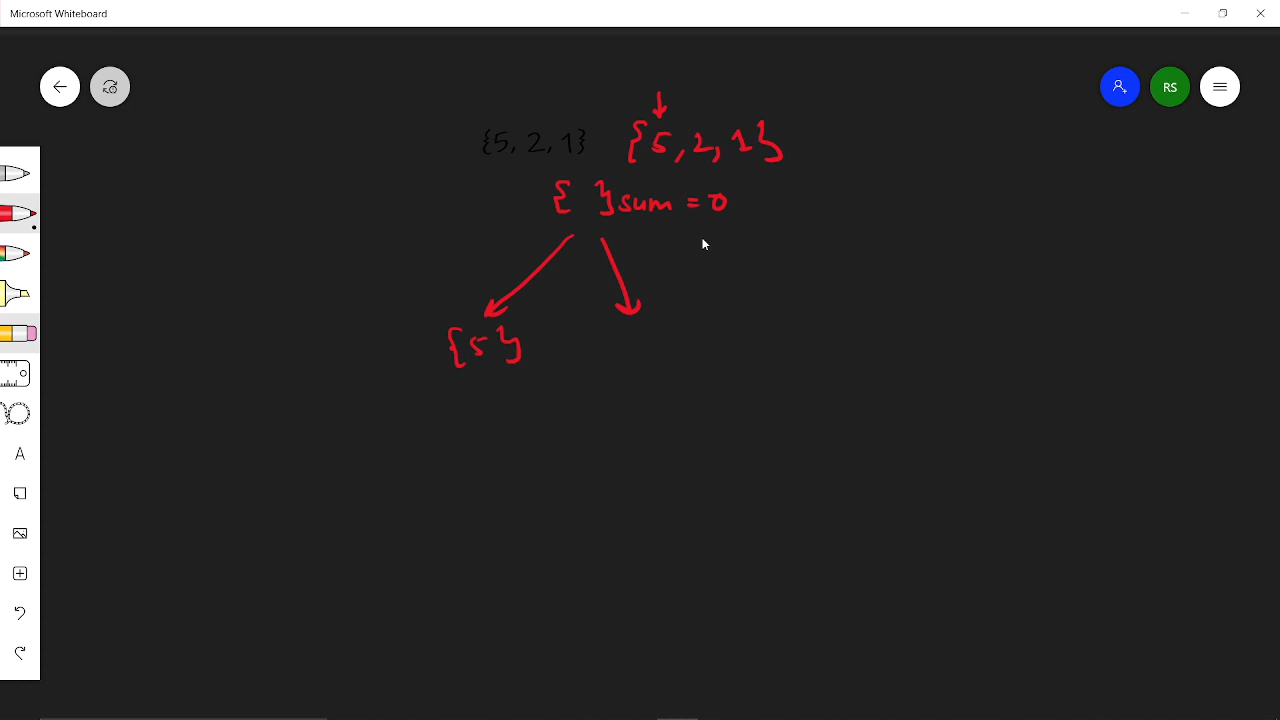 Microsoft Whiteboard
RS
{5, 2, 1} {5, 2, 1}
{ } sum = 0
{5}
A